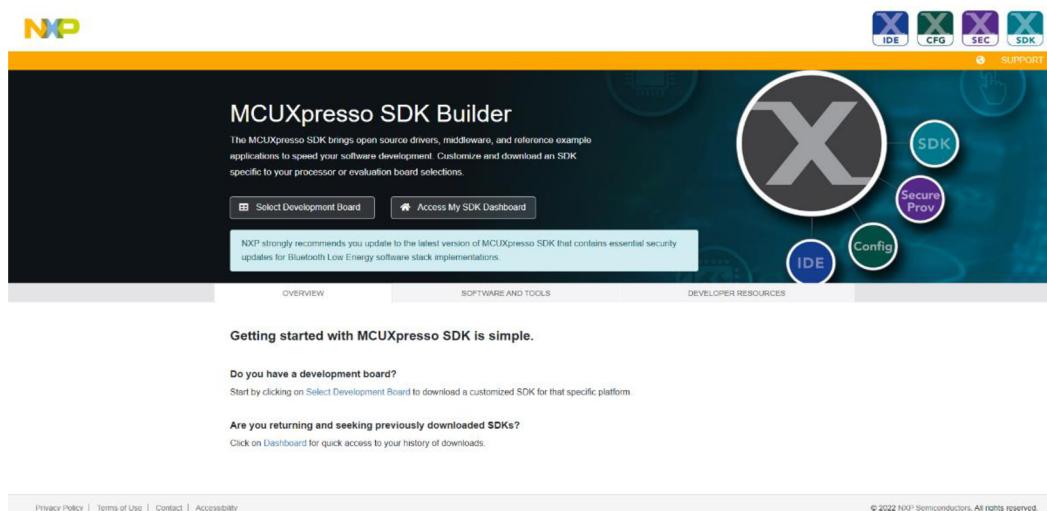 NXP
IDE
CFG
SEC
SDK
SUPPORT
MCUXpresso SDK Builder
The MCUXpresso SDK brings open source drivers, middleware, and reference example
applications to speed your software development. Customize and download an SDK
specific to your processor or evaluation board selections.
Select Development Board
Access My SDK Dashboard
NXP strongly recommends you update to the latest version of MCUXpresso SDK that contains essential security
updates for Bluetooth Low Energy software stack implementations.
X
SDK
Secure
Prov
Config
IDE
OVERVIEW
SOFTWARE AND TOOLS
DEVELOPER RESOURCES
Getting started with MCUXpresso SDK is simple.
Do you have a development board?
Start by clicking on Select Development Board to download a customized SDK for that specific platform.
Are you returning and seeking previously downloaded SDKs?
Click on Dashboard for quick access to your history of downloads.
Privacy Policy | Terms of Use | Contact | Accessibility
© 2022 NXP Semiconductors. All rights reserved.